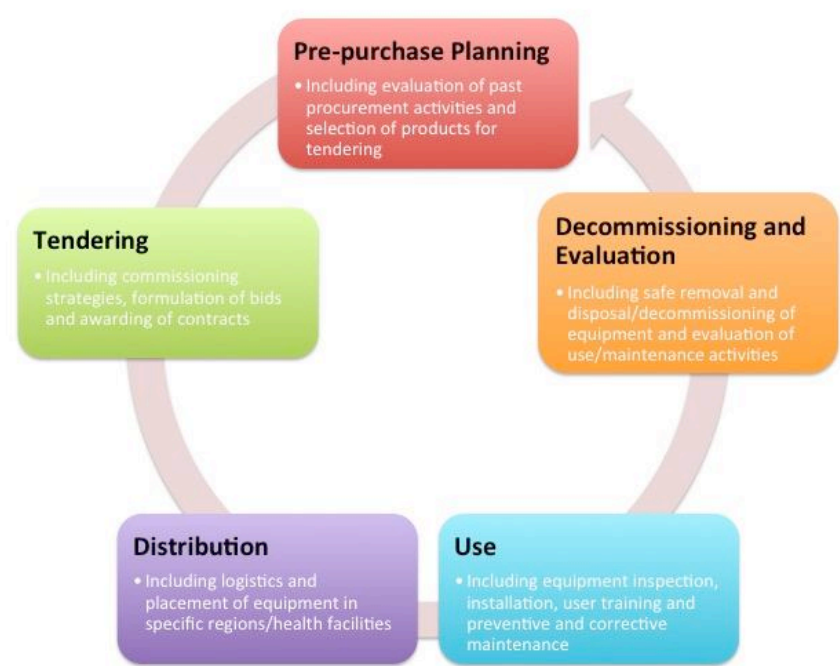 Pre-purchase Planning
• Including evaluation of past
procurement activities and
selection of products for
tendering
Tendering
• Including commissioning
strategies, formulation of bids
and awarding of contracts
Decommissioning and
Evaluation
• Including safe removal and
disposal/decommissioning of
equipment and evaluation of
use/maintenance activities
Distribution
• Including logistics and
placement of equipment in
specific regions/health facilities
Use
• Including equipment inspection,
installation, user training and
preventive and corrective
maintenance